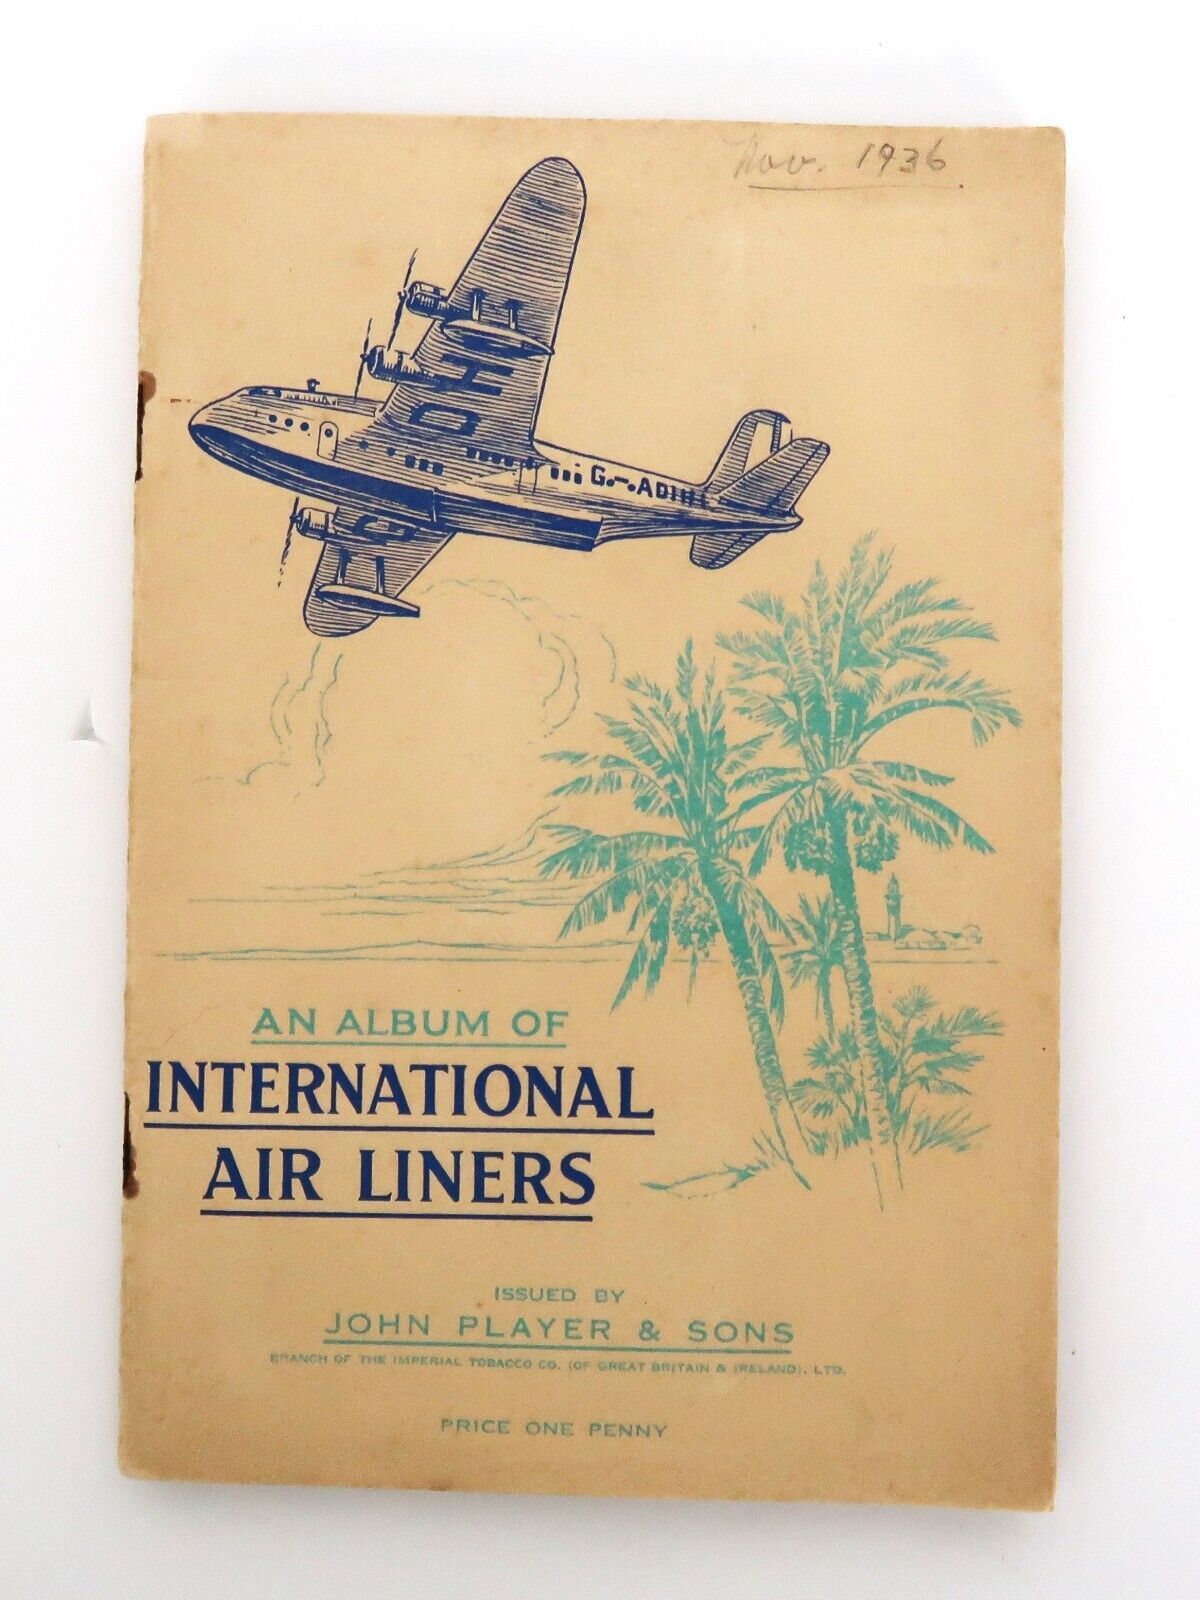 Nov. 1936
AN ALBUM OF
INTERNATIONAL
AIR LINERS
ISSUED BY
JOHN PLAYER & SONS
BRANCH OF THE IMPERIAL TOBACCO CO. (OF GREAT BRITAIN & IRELAND), LTD.
PRICE ONE PENNY